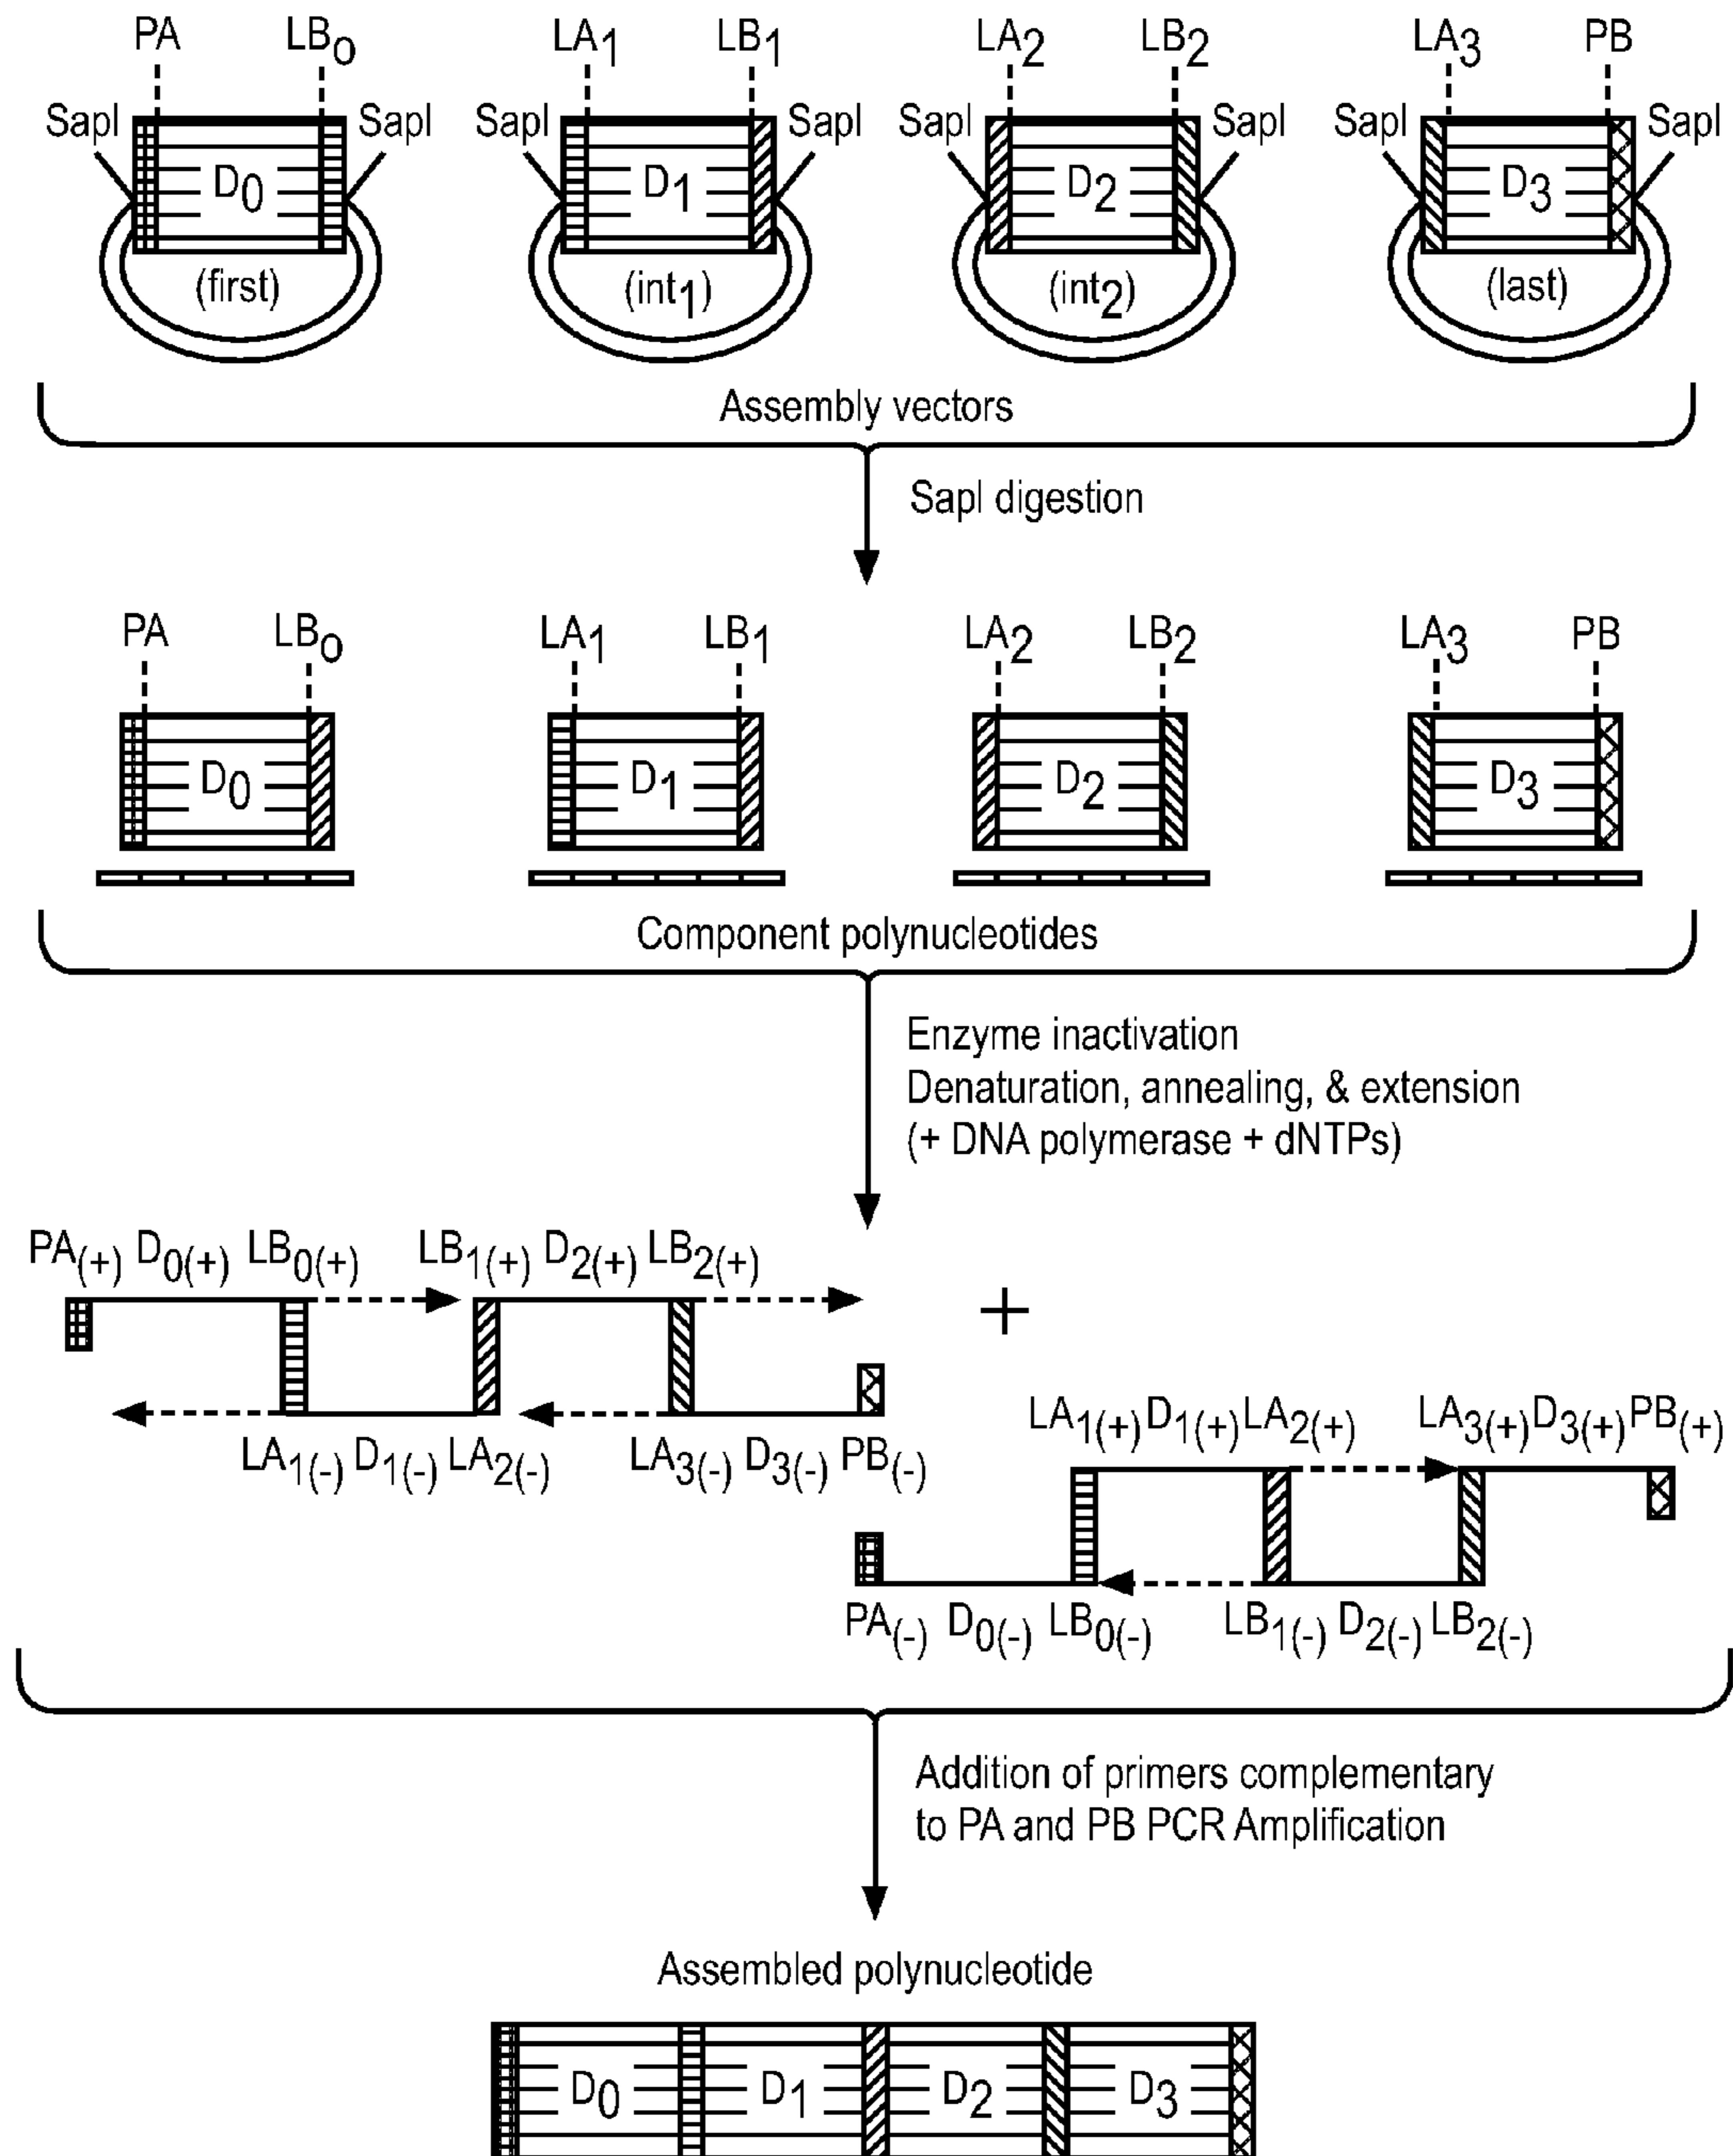 PA LB₀ LA₁ LB₁ LA₂ LB₂ LA₃ PB
SapI SapI SapI SapI SapI SapI SapI SapI
D₀ D₁ D₂ D₃
(first) (int₁) (int₂) (last)
Assembly vectors
SapI digestion
PA LB₀ LA₁ LB₁ LA₂ LB₂ LA₃ PB
D₀ D₁ D₂ D₃
Component polynucleotides
Enzyme inactivation
Denaturation, annealing, & extension
(+ DNA polymerase + dNTPs)
PA(+) D₀(+) LB₀(+) LB₁(+) D₂(+) LB₂(+)
+
LA₁(-) D₁(-) LA₂(-) LA₃(-) D₃(-) PB(-)
LA₁(+) D₁(+) LA₂(+) LA₃(+) D₃(+) PB(+)
PA(-) D₀(-) LB₀(-) LB₁(-) D₂(-) LB₂(-)
Addition of primers complementary
to PA and PB PCR Amplification
Assembled polynucleotide
D₀ D₁ D₂ D₃